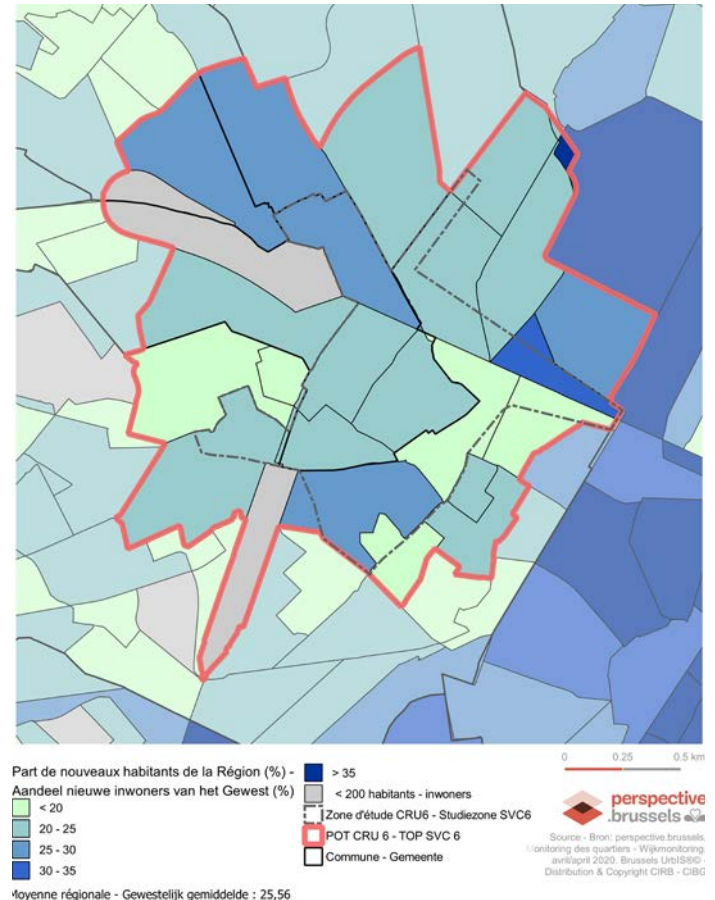 Part de nouveaux habitants de la Région (%) -
Aandeel nieuwe inwoners van het Gewest (%)
< 20
20 - 25
25 - 30
30 - 35
> 35
< 200 habitants - inwoners
Zone d'étude CRU6 - Studiezone SVC6
POT CRU 6 - TOP SVC 6
Commune - Gemeente
Moyenne régionale - Gewestelijk gemiddelde : 25,56
0 0.25 0.5 km
perspective
.brussels
Source - Bron: perspective.brussels,
Monitoring des quartiers - Wijkmonitoring,
avril/april 2020. Brussels UrbIS®© -
Distribution & Copyright CIRB - CIBG